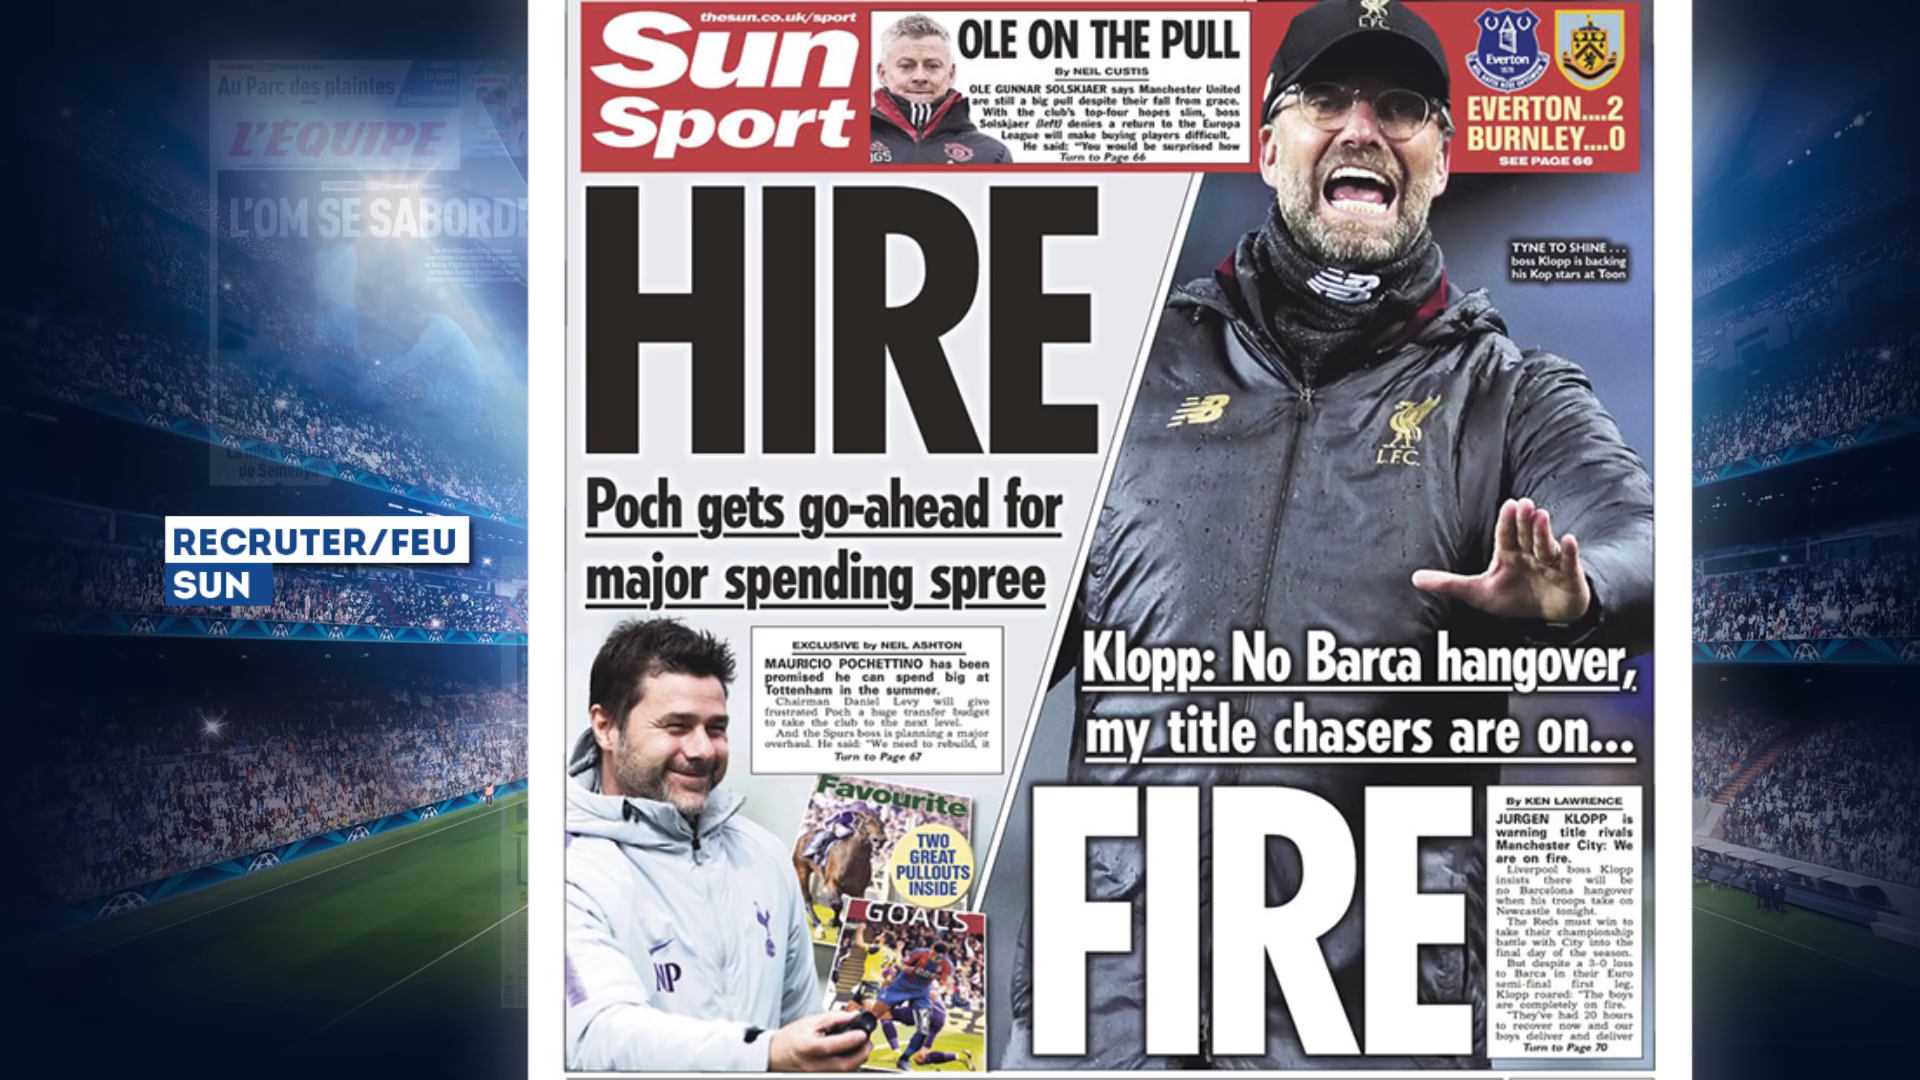 Au Parc des plaintes
L'ÉQUIPE
L'OM SE SABORDE
de Semenya
RECRUTER/FEU
SUN
thesun.co.uk/sport
Sun
Sport
OLE ON THE PULL
By NEIL CUSTIS
OLE GUNNAR SOLSKJAER says Manchester United
are still a big pull despite their fall from grace.
With the club's top-four hopes slim, boss
Solskjaer (left) denies a return to the Europa
League will make buying players difficult.
He said: "You would be surprised how
Turn to Page 66
L.F.C.
Everton
1878
EVERTON....2
BURNLEY....0
SEE PAGE 66
HIRE
Poch gets go-ahead for
major spending spree
TYNE TO SHINE . . .
boss Klopp is backing
his Kop stars at Toon
L.F.C.
EXCLUSIVE by NEIL ASHTON
MAURICIO POCHETTINO has been
promised he can spend big at
Tottenham in the summer.
Chairman Daniel Levy will give
frustrated Poch a huge transfer budget
to take the club to the next level.
And the Spurs boss is planning a major
overhaul. He said: "We need to rebuild, it
Turn to Page 67
Favourite
TWO
GREAT
PULLOUTS
INSIDE
GOALS
MP
Klopp: No Barca hangover,
my title chasers are on...
FIRE
By KEN LAWRENCE
JURGEN KLOPP is
warning title rivals
Manchester City: We
are on fire.
Liverpool boss Klopp
insists there will be
no Barcelona hangover
when his troops take on
Newcastle tonight.
The Reds must win to
take their championship
battle with City into the
final day of the season.
But despite a 3-0 loss
to Barca in their Euro
semi-final first leg,
Klopp roared: "The boys
are completely on fire.
"They've had 20 hours
to recover now and our
boys deliver and deliver
Turn to Page 70